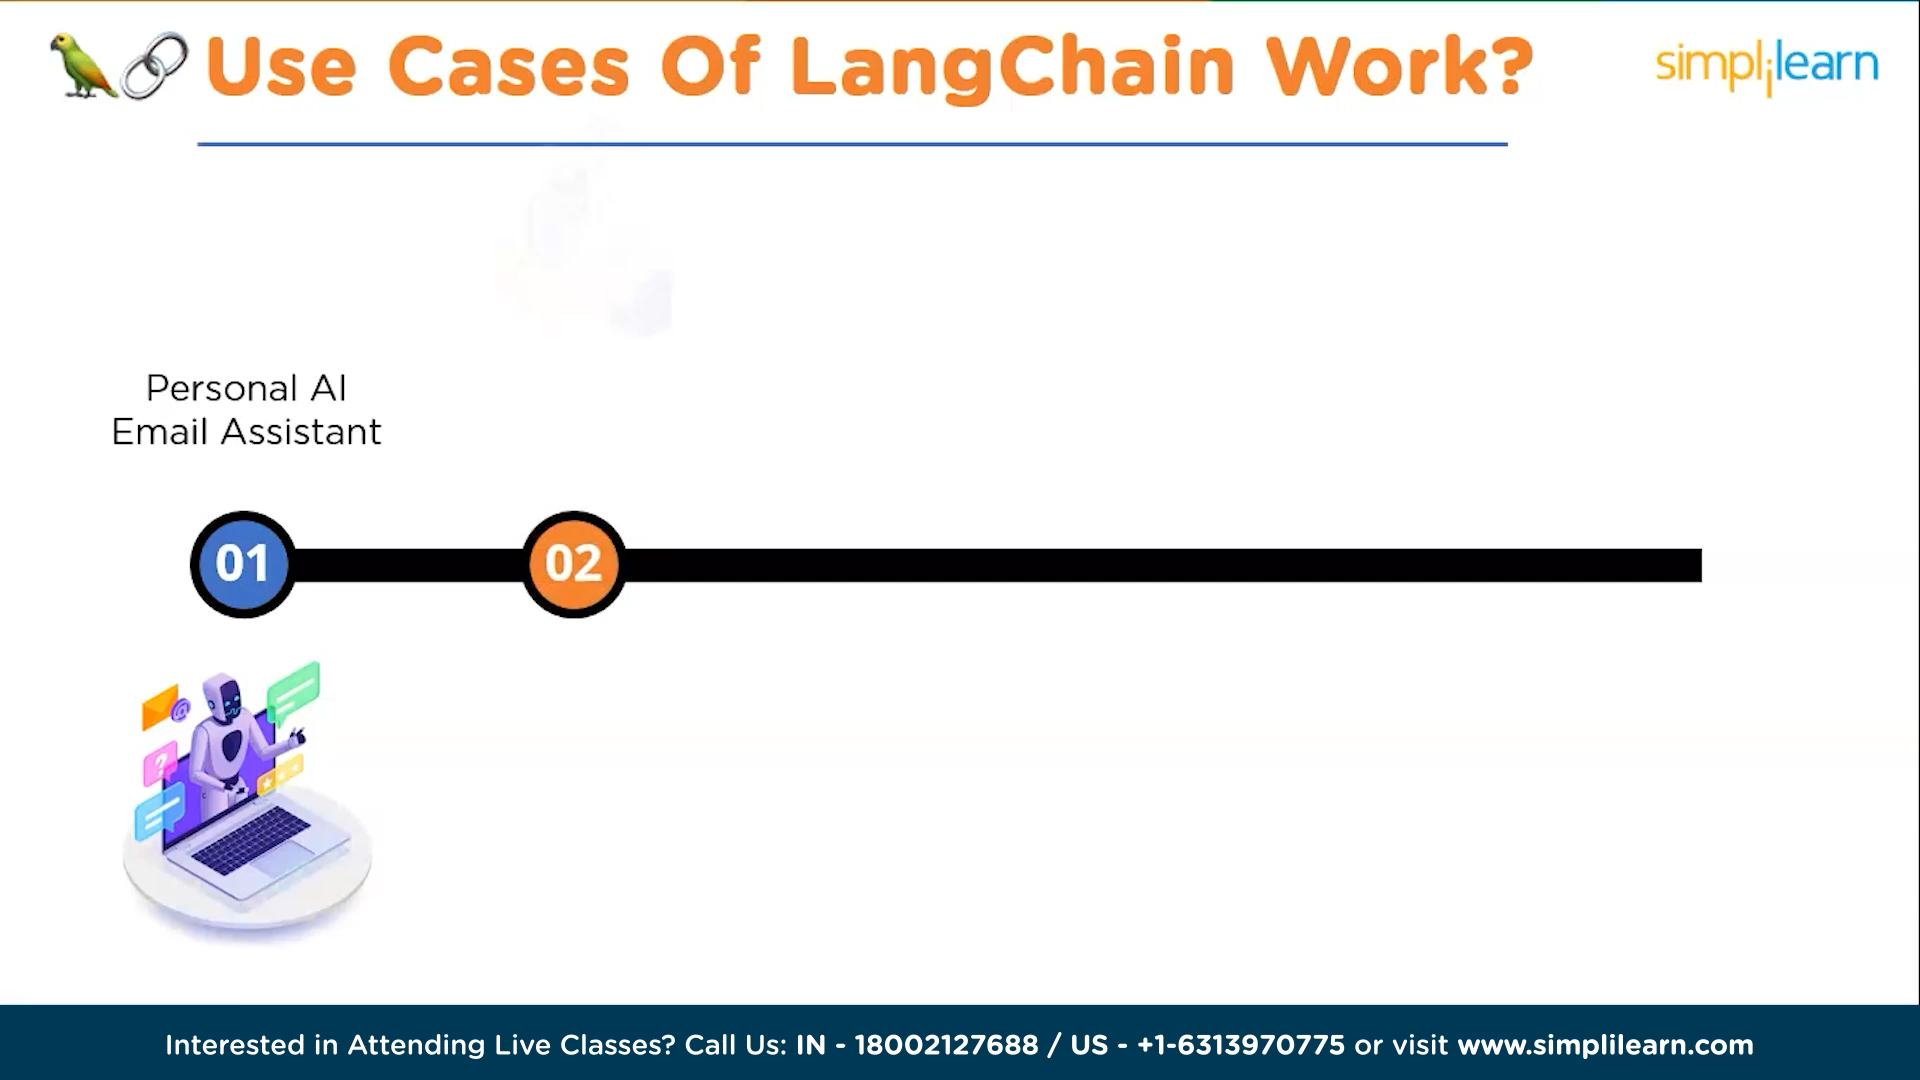 Use Cases Of LangChain Work?
simplilearn
Personal AI
Email Assistant
01
02
@
?
Interested in Attending Live Classes? Call Us: IN - 18002127688 / US - +1-6313970775 or visit www.simplilearn.com